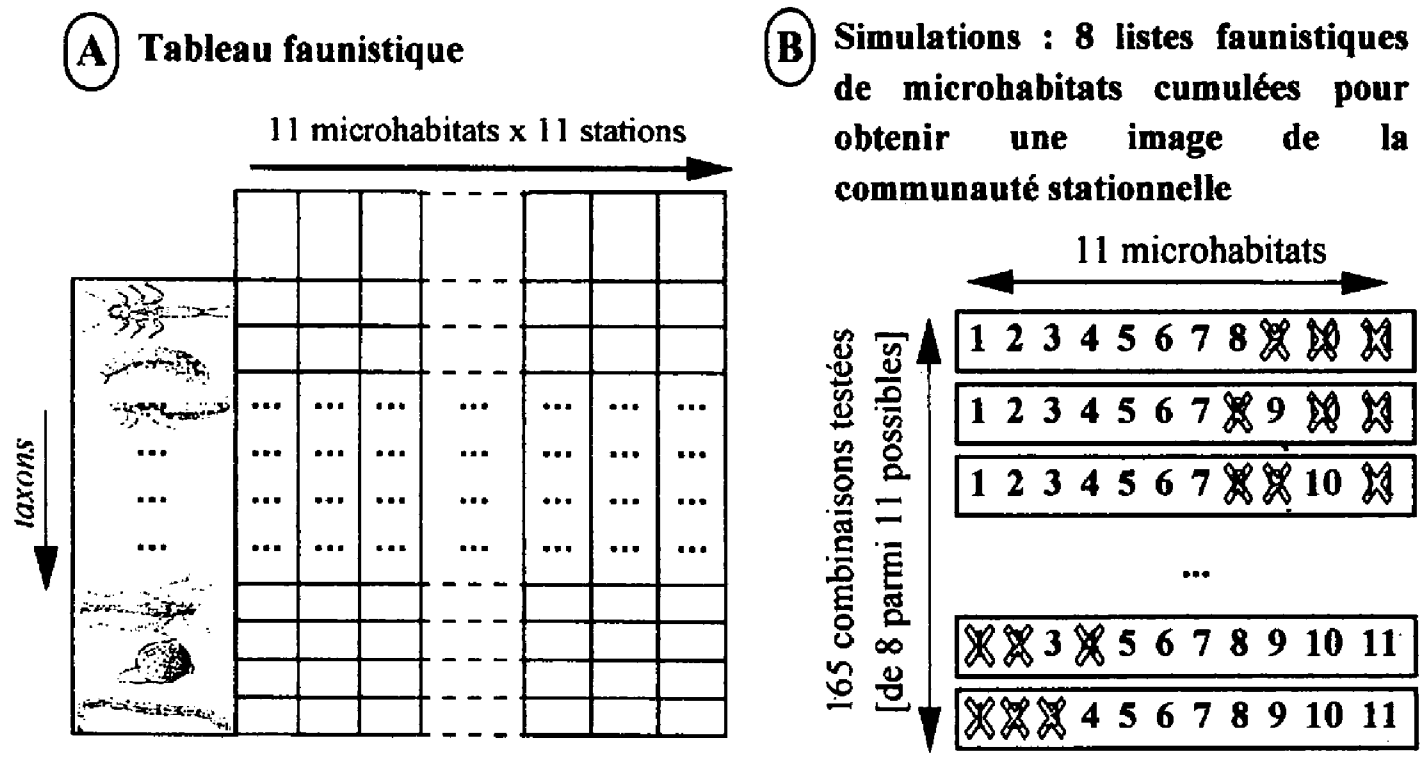 A Tableau faunistique
11 microhabitats x 11 stations
taxons
... ... ... ... ... ... ...
... ... ... ... ... ... ... ...
... ... ... ... ... ... ... ...
... ... ... ... ... ... ... ...
B Simulations : 8 listes faunistiques
de microhabitats cumulées pour
obtenir une image de la
communauté stationnelle
11 microhabitats
165 combinaisons testées
[de 8 parmi 11 possibles]
1 2 3 4 5 6 7 8 9 10 11
1 2 3 4 5 6 7 8 9 10 11
1 2 3 4 5 6 7 8 9 10 11
...
1 2 3 4 5 6 7 8 9 10 11
1 2 3 4 5 6 7 8 9 10 11